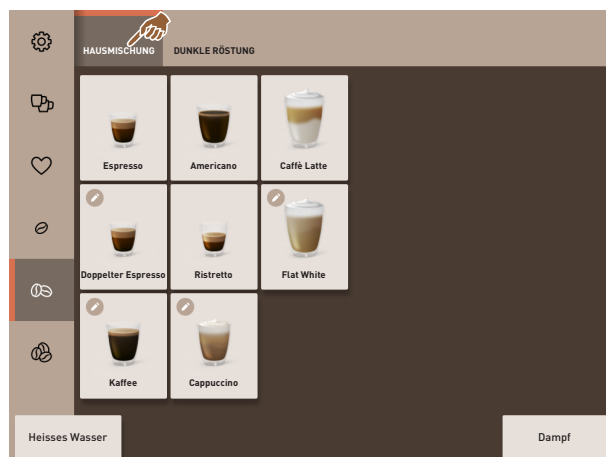 HAUSMISCHUNG
DUNKLE RÖSTUNG
Espresso
Americano
Caffè Latte
Doppelter Espresso
Ristretto
Flat White
Kaffee
Cappuccino
Heisses Wasser
Dampf